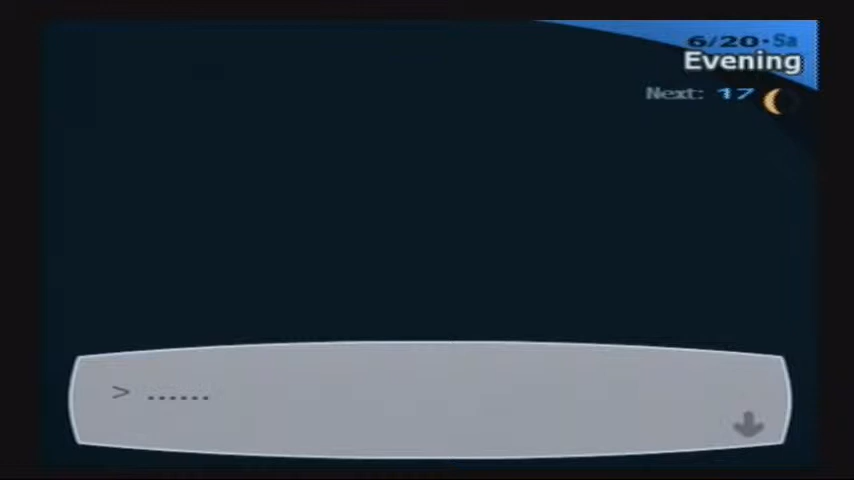 6/20・Sa
Evening
Next: 17
> ......